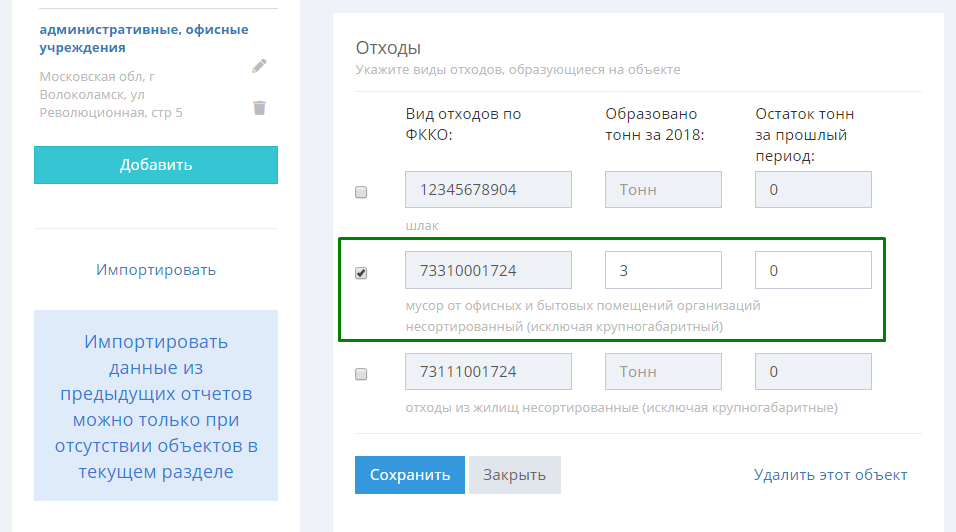 административные, офисные
учреждения
Московская обл, г
Волоколамск, ул
Революционная, стр 5
Добавить
Импортировать
Импортировать
данные из
предыдущих отчетов
можно только при
отсутствии объектов в
текущем разделе
Отходы
Укажите виды отходов, образующиеся на объекте
Вид отходов по
ФККО:
Образовано
тонн за 2018:
Остаток тонн
за прошлый
период:
12345678904 Тонн 0
шлак
73310001724 3 0
мусор от офисных и бытовых помещений организаций
несортированный (исключая крупногабаритный)
73111001724 Тонн 0
отходы из жилищ несортированные (исключая крупногабаритные)
Сохранить Закрыть Удалить этот объект